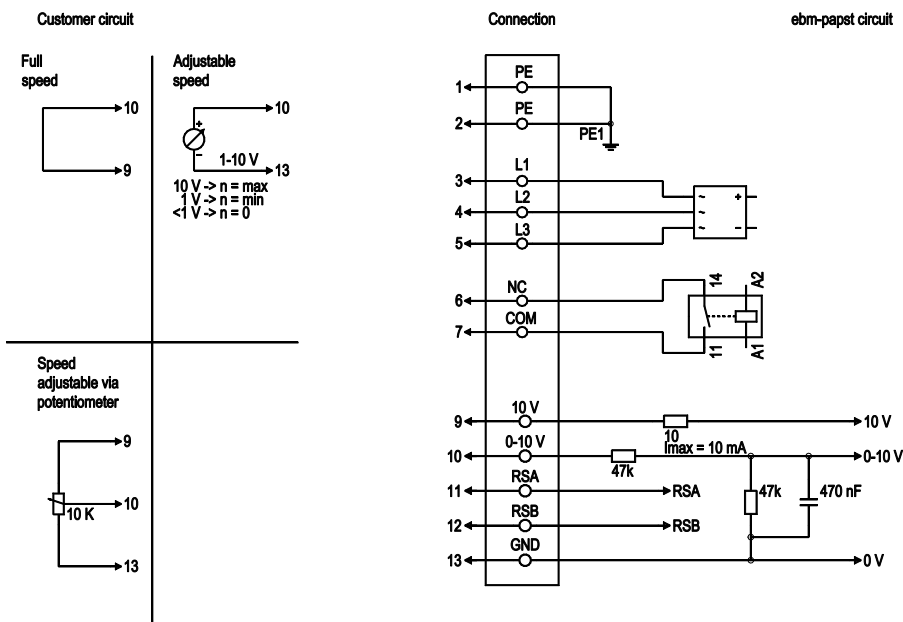 Customer circuit
Connection
ebm-papst circuit
Full
speed
10
9
Adjustable
speed
10
+
–
1-10 V
13
10 V -> n = max
1 V -> n = min
<1 V -> n = 0
Speed
adjustable via
potentiometer
9
10
10 K
13
1
PE
2
PE
PE1
3
L1
4
L2
5
L3
~
~
~
+
–
6
NC
7
COM
14
A2
11
A1
9
10 V
10
10 V
Imax = 10 mA
10
0-10 V
47k
0-10 V
11
RSA
RSA
47k
470 nF
12
RSB
RSB
13
GND
0 V